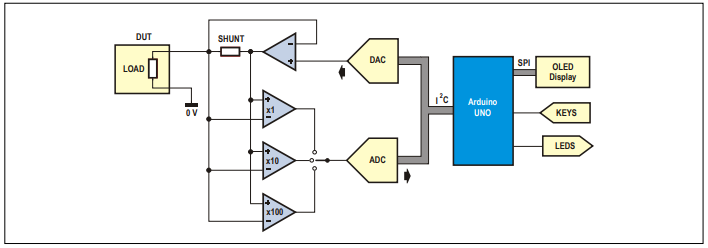 DUT
LOAD
0 V
SHUNT
–
+
DAC
+
x1
–
+
x10
–
+
x100
–
ADC
I²C
Arduino
UNO
SPI
OLED
Display
KEYS
LEDS